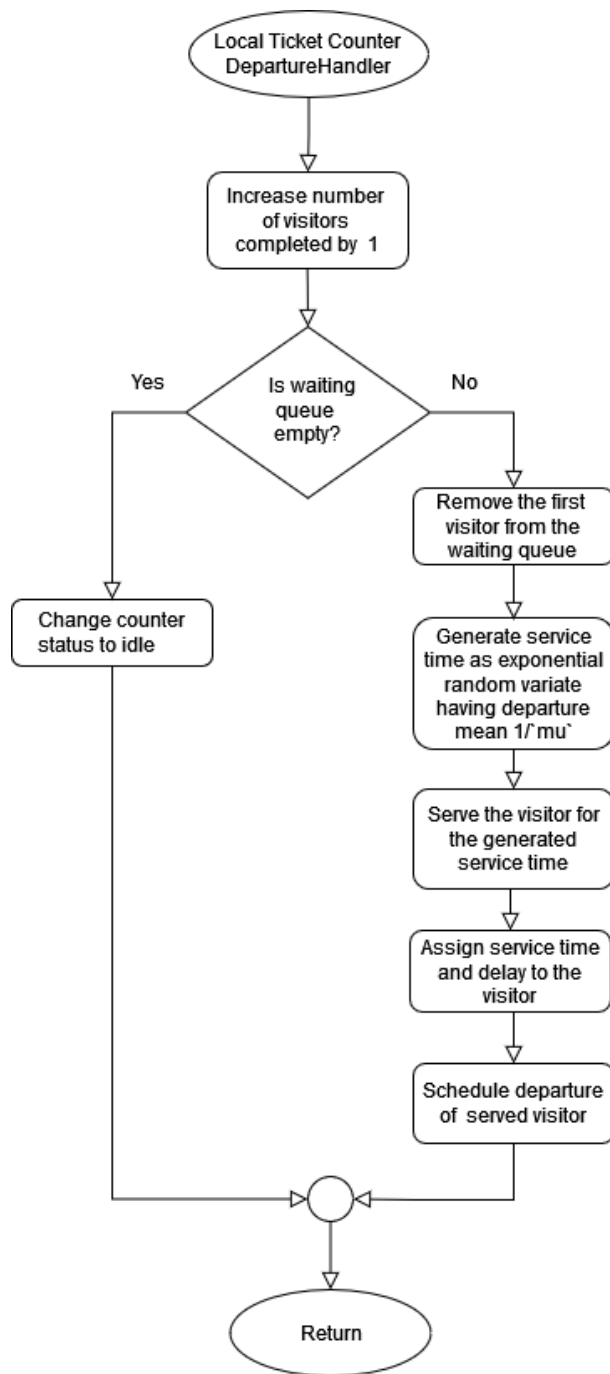 Local Ticket Counter
DepartureHandler
Increase number
of visitors
completed by 1
Yes
Is waiting
queue
empty?
No
Remove the first
visitor from the
waiting queue
Change counter
status to idle
Generate service
time as exponential
random variate
having departure
mean 1/`mu`
Serve the visitor for
the generated
service time
Assign service time
and delay to the
visitor
Schedule departure
of served visitor
Return